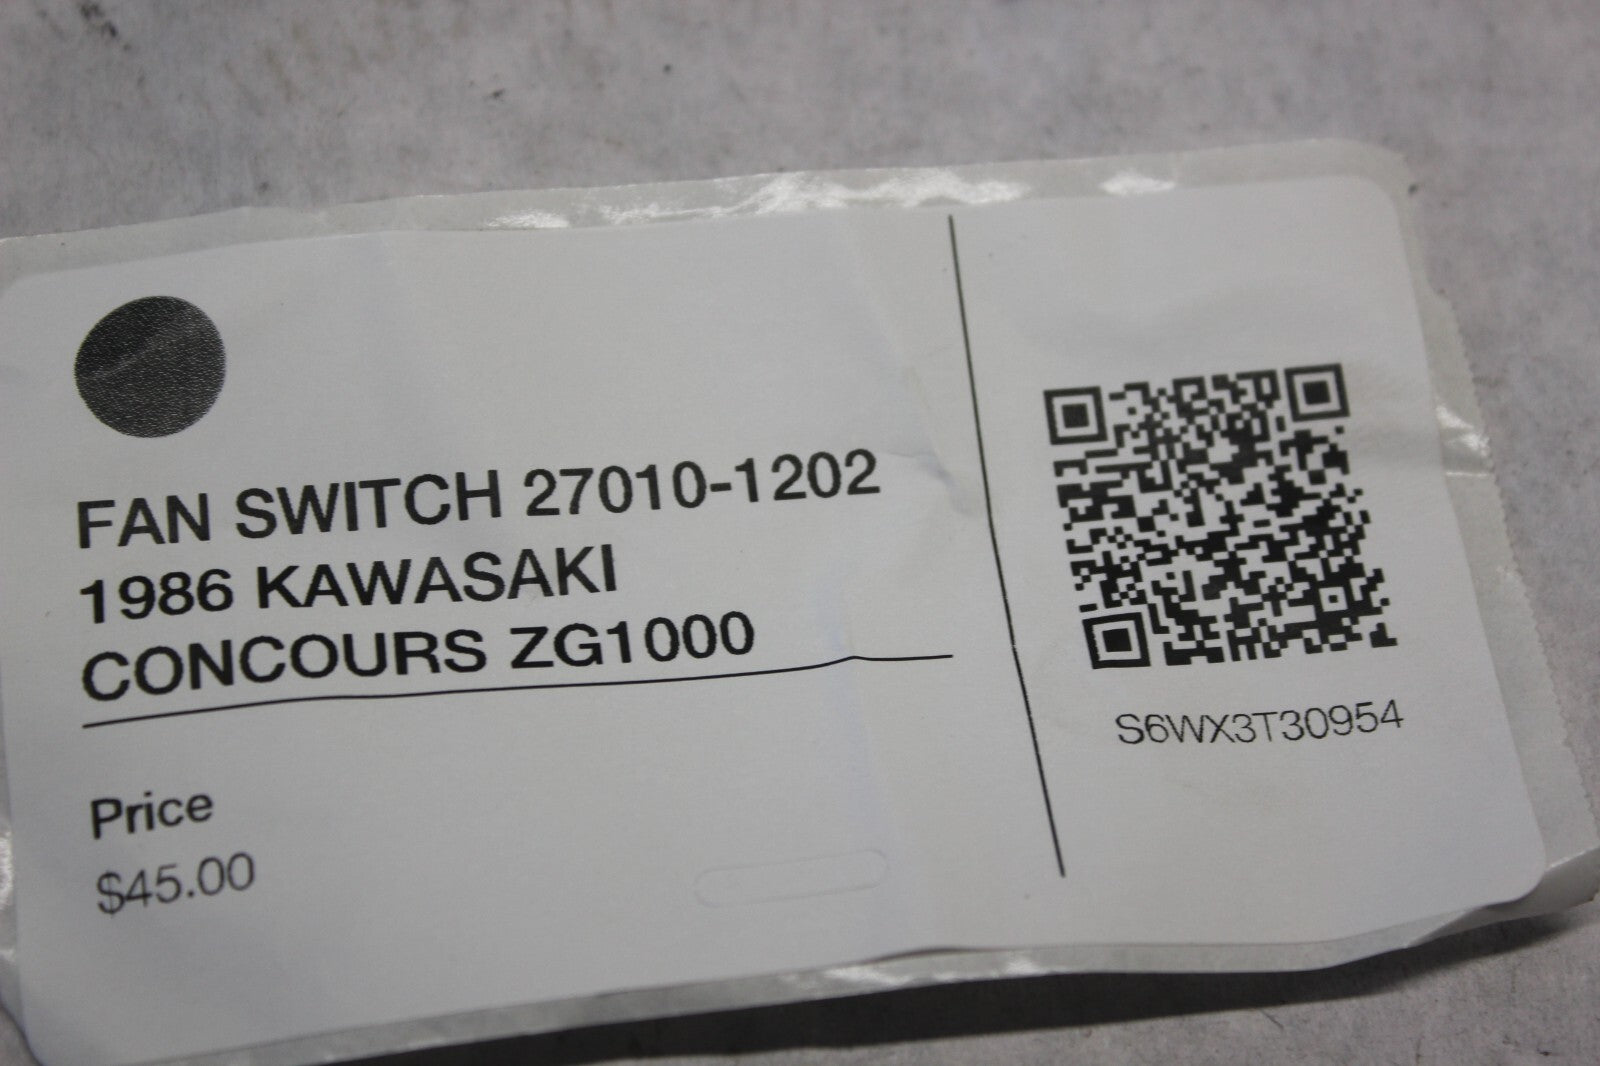 FAN SWITCH 27010-1202
1986 KAWASAKI
CONCOURS ZG1000
Price
$45.00
S6WX3T30954